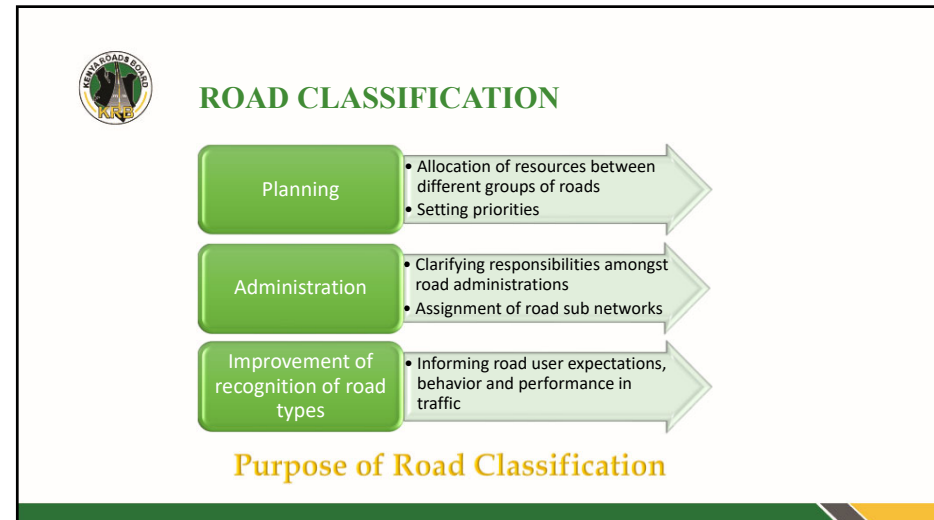 KENYA ROADS BOARD
KRB
ROAD CLASSIFICATION
Planning
• Allocation of resources between
different groups of roads
• Setting priorities
Administration
• Clarifying responsibilities amongst
road administrations
• Assignment of road sub networks
Improvement of
recognition of road
types
• Informing road user expectations,
behavior and performance in
traffic
Purpose of Road Classification